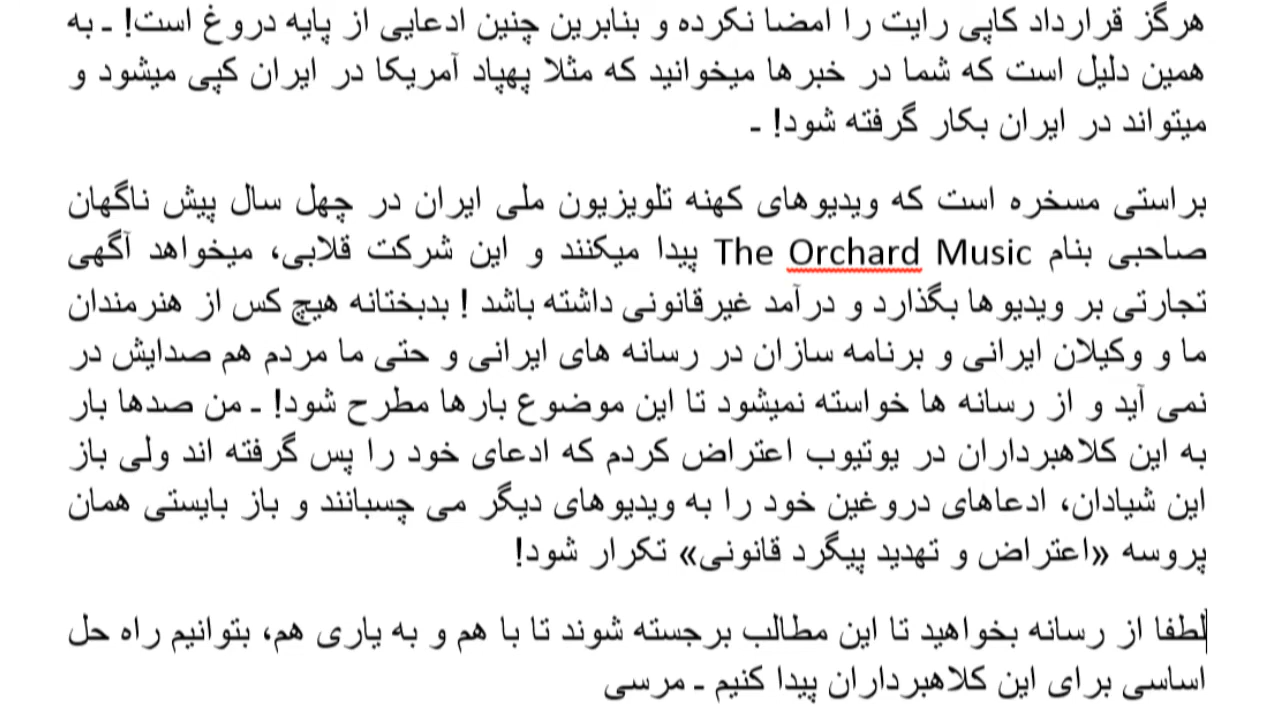 هرگز قرارداد کاپی رایت را امضا نکرده و بنابرین چنین ادعایی از پایه دروغ است! ـ به
همین دلیل است که شما در خبرها میخوانید که مثلا پهپاد آمریکا در ایران کپی میشود و
میتواند در ایران بکار گرفته شود! ـ
براستی مسخره است که ویدیوهای کهنه تلویزیون ملی ایران در چهل سال پیش ناگهان
صاحبی بنام The Orchard Music پیدا میکنند و این شرکت قلابی، میخواهد آگهی
تجارتی بر ویدیوها بگذارد و درآمد غیرقانونی داشته باشد ! بدبختانه هیچ کس از هنرمندان
ما و وکیلان ایرانی و برنامه سازان در رسانه های ایرانی و حتی ما مردم هم صدایش در
نمی آید و از رسانه ها خواسته نمیشود تا این موضوع بارها مطرح شود! ـ من صدها بار
به این کلاهبرداران در یوتیوب اعتراض کردم که ادعای خود را پس گرفته اند ولی باز
این شیادان، ادعاهای دروغین خود را به ویدیوهای دیگر می چسبانند و باز بایستی همان
پروسه «اعتراض و تهدید پیگرد قانونی» تکرار شود!
لطفا از رسانه بخواهید تا این مطالب برجسته شوند تا با هم و به یاری هم، بتوانیم راه حل
اساسی برای این کلاهبرداران پیدا کنیم ـ مرسی